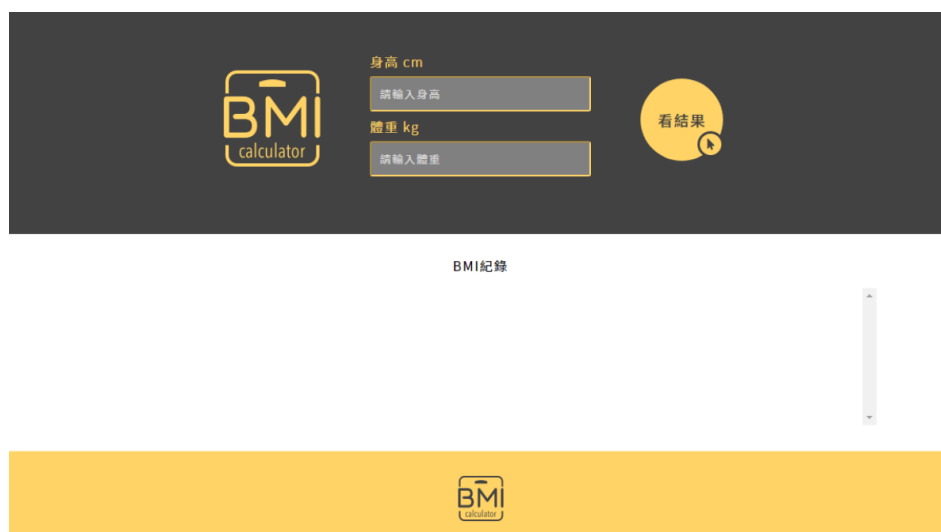 BMI
calculator
身高 cm
請輸入身高
體重 kg
請輸入體重
看結果
BMI紀錄
BMI
calculator